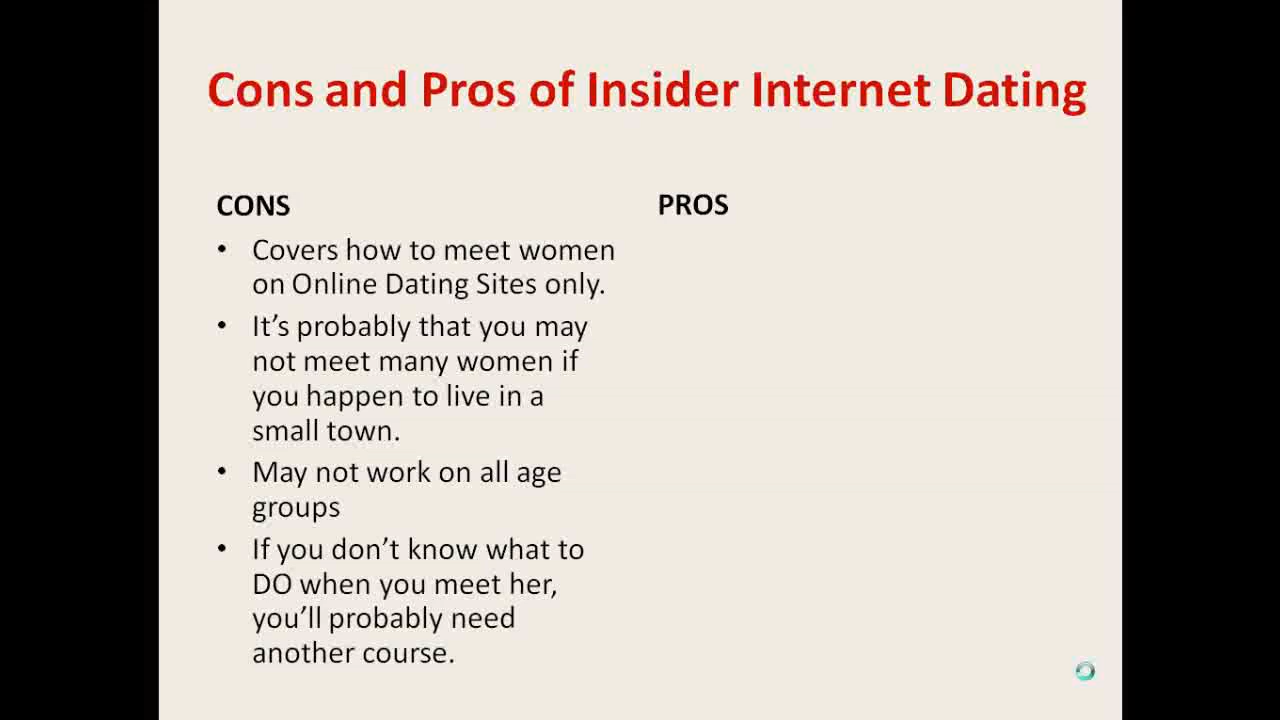 Cons and Pros of Insider Internet Dating
CONS
• Covers how to meet women
on Online Dating Sites only.
• It’s probably that you may
not meet many women if
you happen to live in a
small town.
• May not work on all age
groups
• If you don’t know what to
DO when you meet her,
you’ll probably need
another course.
PROS